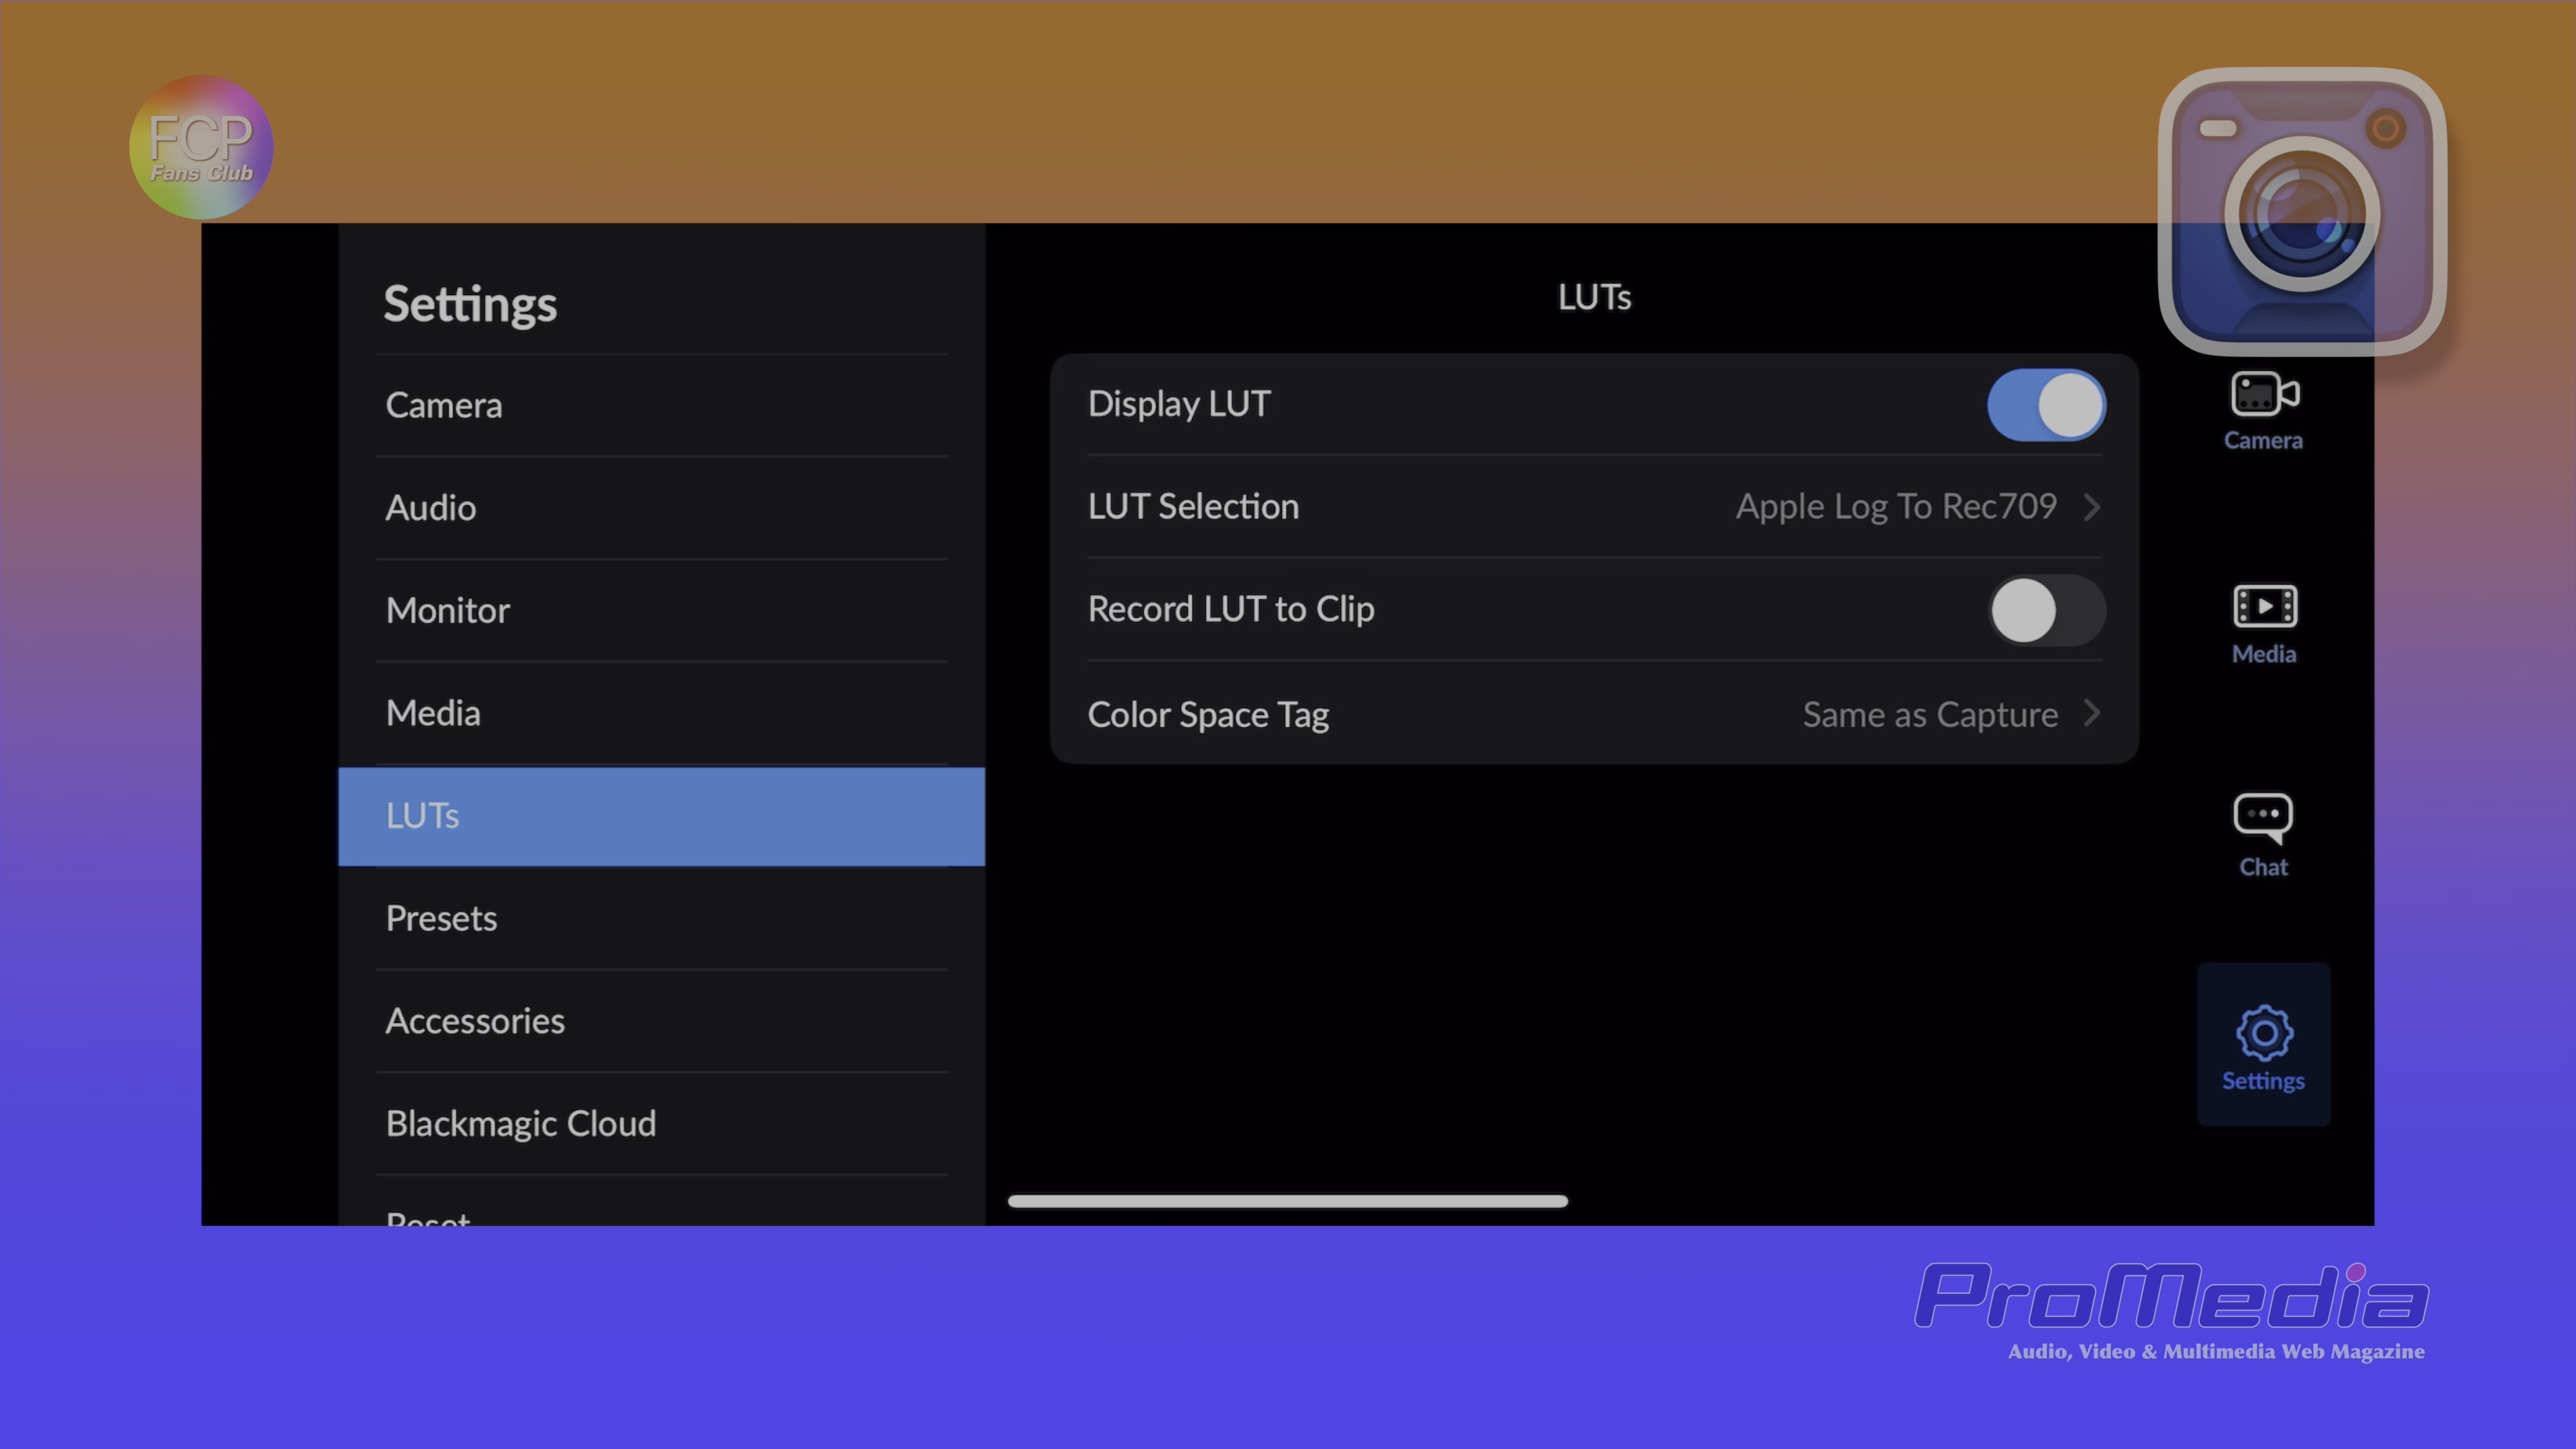 FCP
Fans Club
Settings
Camera
Audio
Monitor
Media
LUTs
Presets
Accessories
Blackmagic Cloud
Reset
LUTs
Display LUT
LUT Selection
Apple Log To Rec709
Record LUT to Clip
Color Space Tag
Same as Capture
Camera
Media
Chat
Settings
ProMedia
Audio, Video & Multimedia Web Magazine